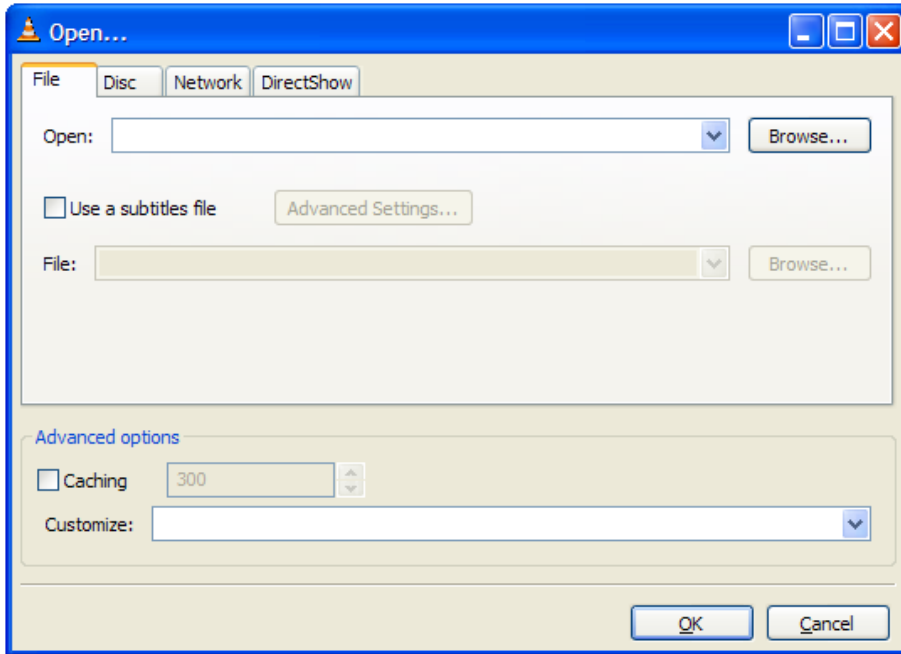 Open...
File Disc Network DirectShow
Open: Browse...
Use a subtitles file Advanced Settings...
File: Browse...
Advanced options
Caching 300
Customize:
OK Cancel